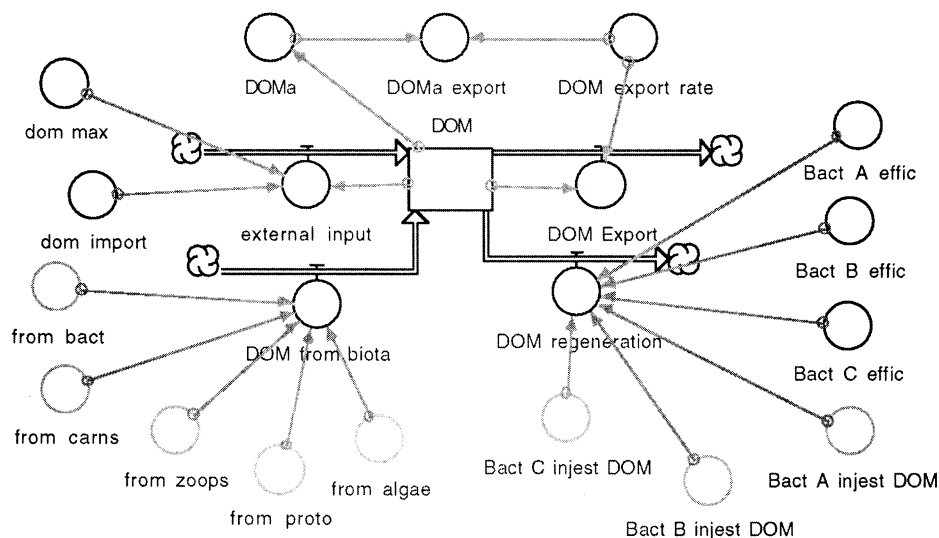 DOMa
DOMa export
DOM export rate
dom max
DOM
Bact A effic
dom import
external input
DOM Export
Bact B effic
from bact
DOM from biota
DOM regeneration
Bact C effic
from carns
from zoops
from algae
Bact C injest DOM
Bact A injest DOM
from proto
Bact B injest DOM